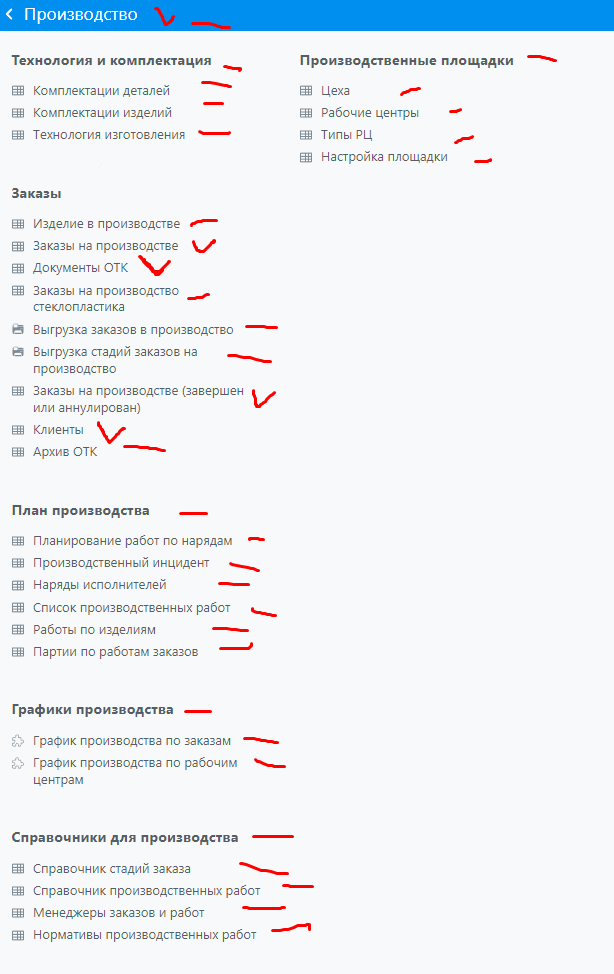 Производство
Технология и комплектация
Комплектации деталей
Комплектации изделий
Технология изготовления
Производственные площадки
Цеха
Рабочие центры
Типы РЦ
Настройка площадки
Заказы
Изделие в производстве
Заказы на производстве
Документы ОТК
Заказы на производство
стеклопластика
Выгрузка заказов в производство
Выгрузка стадий заказов на
производство
Заказы на производстве (завершен
или аннулирован)
Клиенты
Архив ОТК
План производства
Планирование работ по нарядам
Производственный инцидент
Наряды исполнителей
Список производственных работ
Работы по изделиям
Партии по работам заказов
Графики производства
График производства по заказам
График производства по рабочим
центрам
Справочники для производства
Справочник стадий заказа
Справочник производственных работ
Менеджеры заказов и работ
Нормативы производственных работ